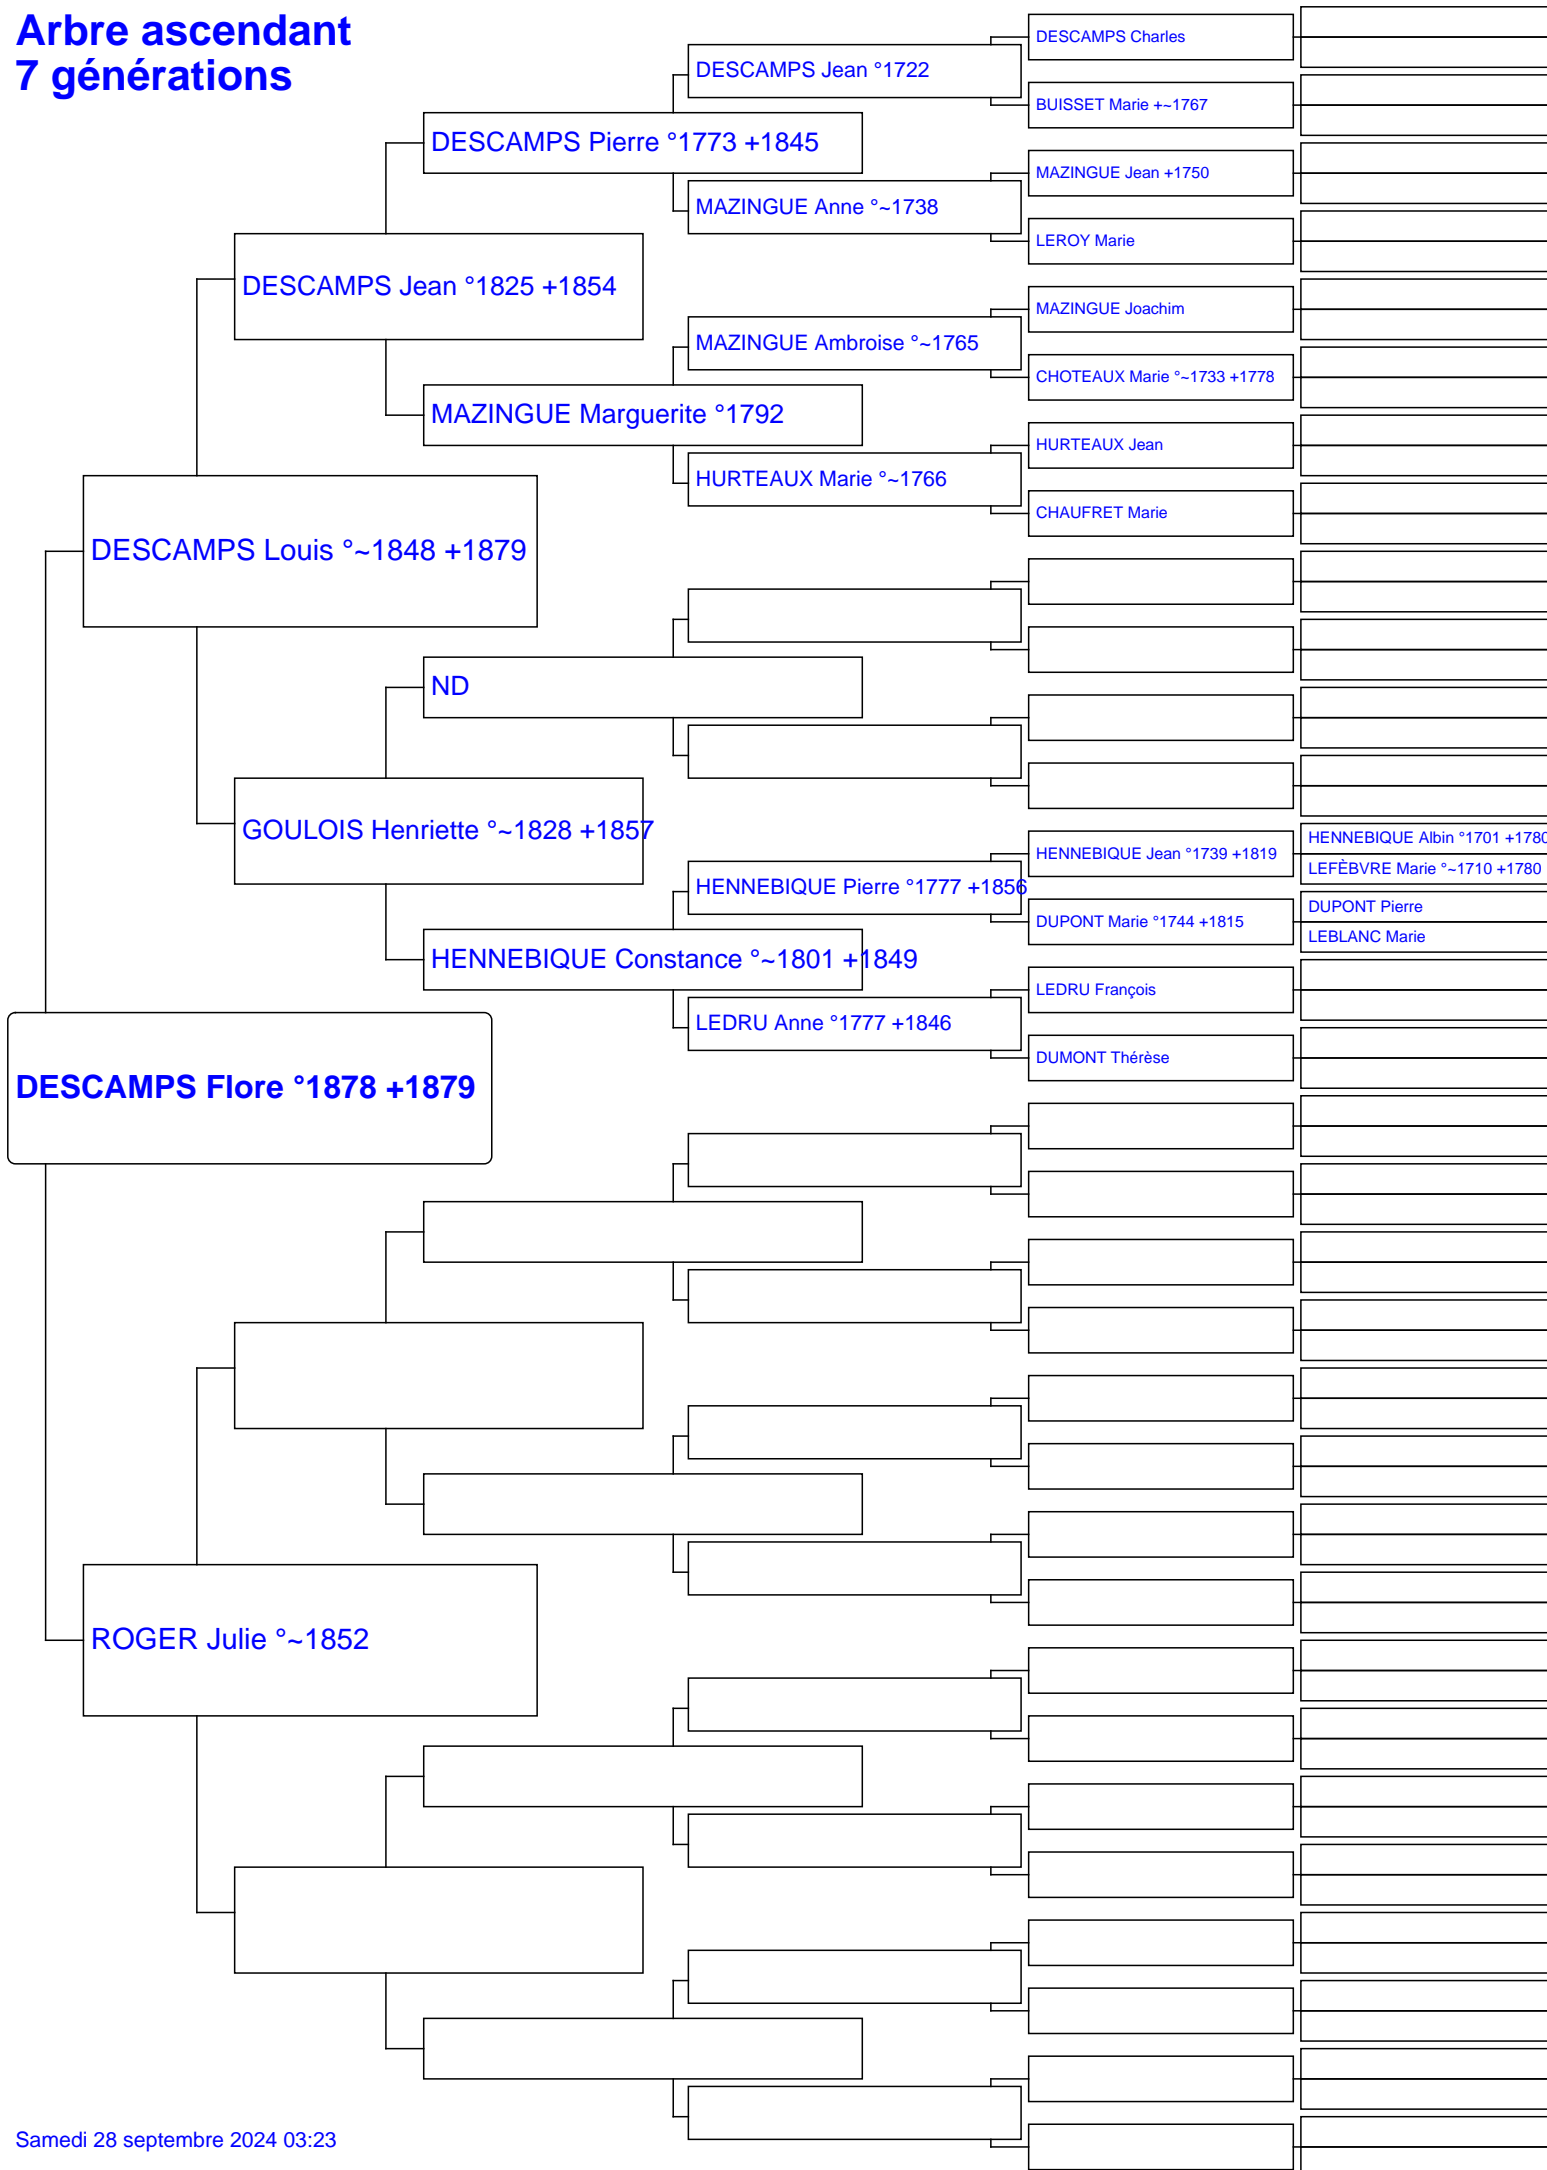 Arbre ascendant
7 générations
DESCAMPS Charles
DESCAMPS Jean °1722
BUISSET Marie +~1767
DESCAMPS Pierre °1773 +1845
MAZINGUE Jean +1750
MAZINGUE Anne °~1738
LEROY Marie
DESCAMPS Jean °1825 +1854
MAZINGUE Joachim
MAZINGUE Ambroise °~1765
CHOTEAUX Marie °~1733 +1778
MAZINGUE Marguerite °1792
HURTEAUX Jean
HURTEAUX Marie °~1766
CHAUFRET Marie
DESCAMPS Louis °~1848 +1879
ND
GOULOIS Henriette °~1828 +1857
HENNEBIQUE Albin °1701 +1780
HENNEBIQUE Jean °1739 +1819
LEFÈBVRE Marie °~1710 +1780
HENNEBIQUE Pierre °1777 +1856
DUPONT Pierre
DUPONT Marie °1744 +1815
LEBLANC Marie
HENNEBIQUE Constance °~1801 +1849
LEDRU François
LEDRU Anne °1777 +1846
DUMONT Thérèse
DESCAMPS Flore °1878 +1879
ROGER Julie °~1852
Samedi 28 septembre 2024 03:23